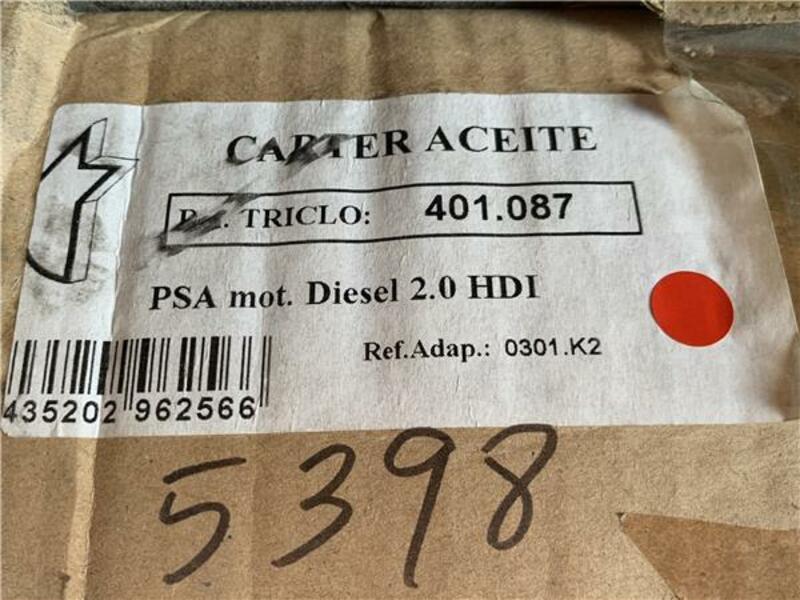 CARTER ACEITE
TRICLO: 401.087
PSA mot. Diesel 2.0 HDI
Ref.Adap.: 0301.K2
435202 962566
5398